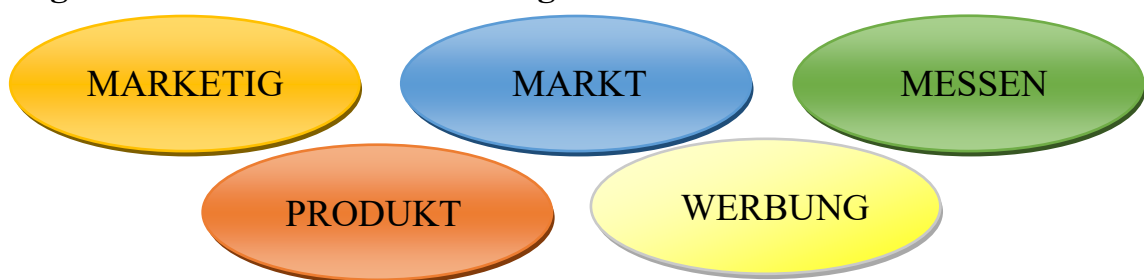 MARKETIG
MARKT
MESSEN
PRODUKT
WERBUNG